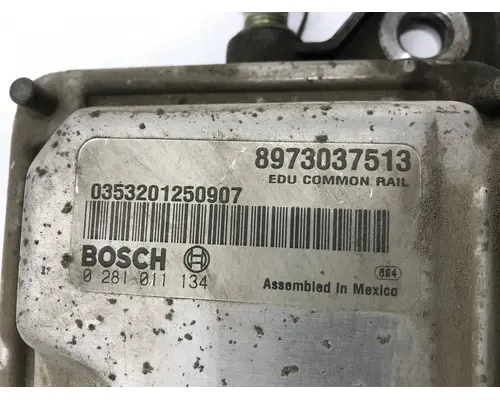 8973037513
EDU COMMON RAIL
0353201250907
BOSCH
0 281 011 134
864
Assembled in Mexico